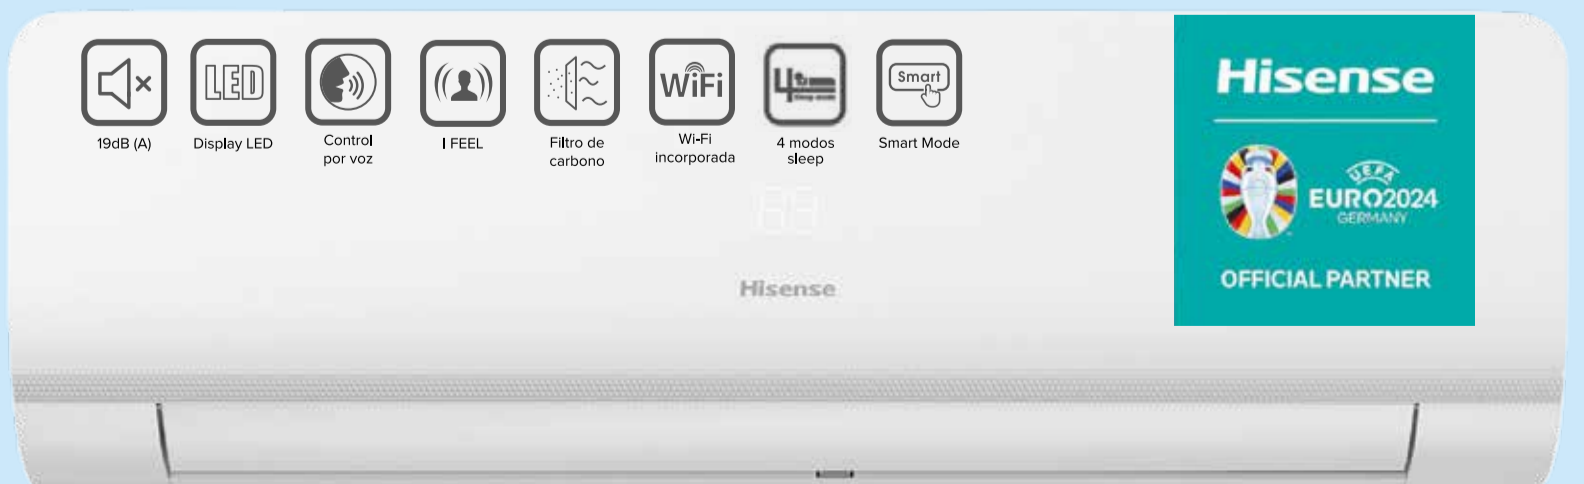 LED
WiFi
Smart
4
19dB (A)
Display LED
Control
por voz
I FEEL
Filtro de
carbono
Wi-Fi
incorporada
4 modos
sleep
Smart Mode
Hisense
Hisense
UEFA
EURO2024
GERMANY
OFFICIAL PARTNER